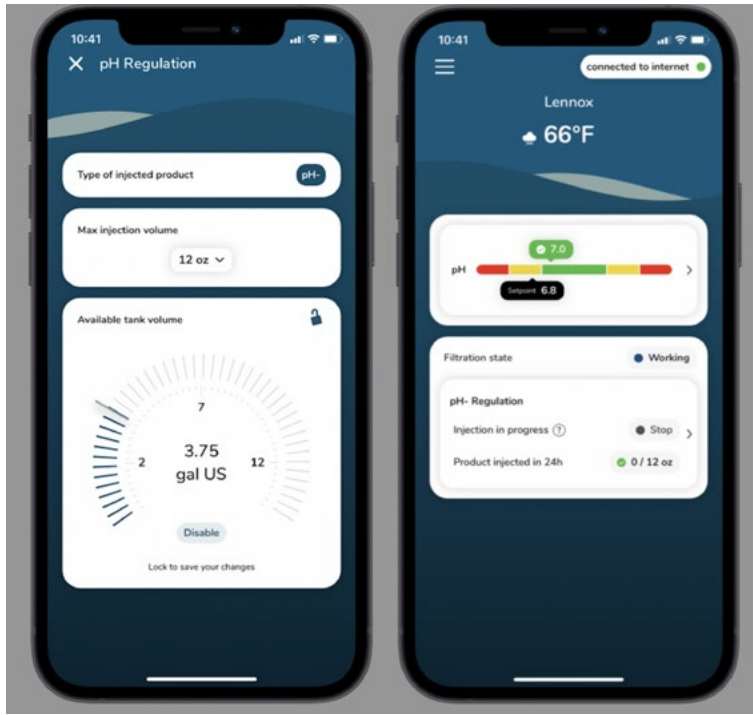 10:41
pH Regulation
Type of injected product
pH-
Max injection volume
12 oz
Available tank volume
7
2
3.75
gal US
12
Disable
Lock to save your changes
10:41
connected to internet
Lennox
66°F
7.0
pH
Setpoint 6.8
Filtration state
Working
pH- Regulation
Injection in progress ?
Stop
Product injected in 24h
0 / 12 oz